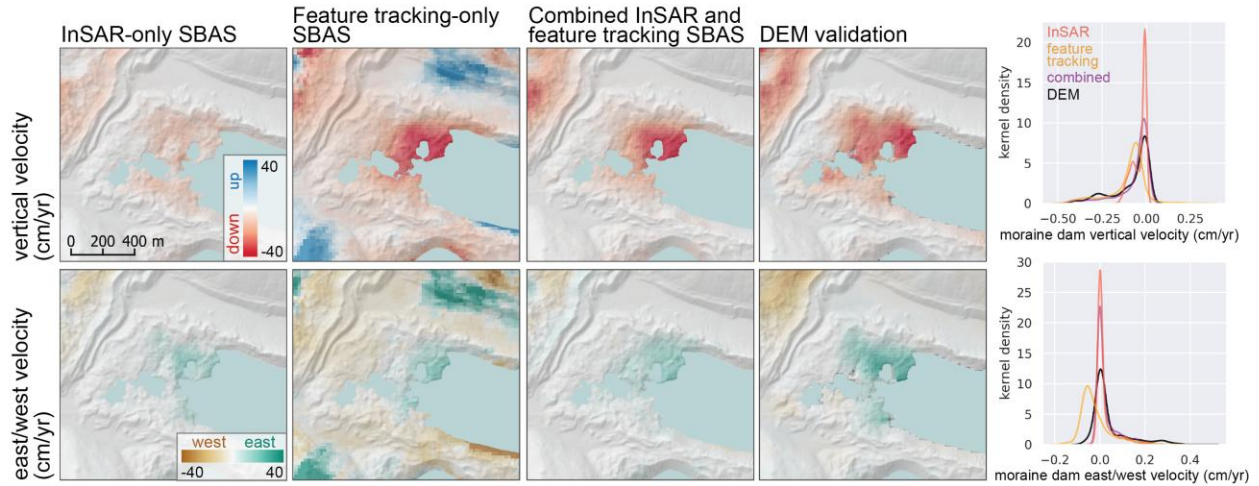 InSAR-only SBAS
Feature tracking-only
SBAS
Combined InSAR and
feature tracking SBAS
DEM validation
vertical velocity
(cm/yr)
0 200 400 m
down up
40
-40
east/west velocity
(cm/yr)
west east
-40 40
kernel density
20
15
10
5
0
InSAR
feature
tracking
combined
DEM
−0.50 −0.25 0.00 0.25
moraine dam vertical velocity (cm/yr)
kernel density
30
25
20
15
10
5
0
−0.2 0.0 0.2 0.4
moraine dam east/west velocity (cm/yr)